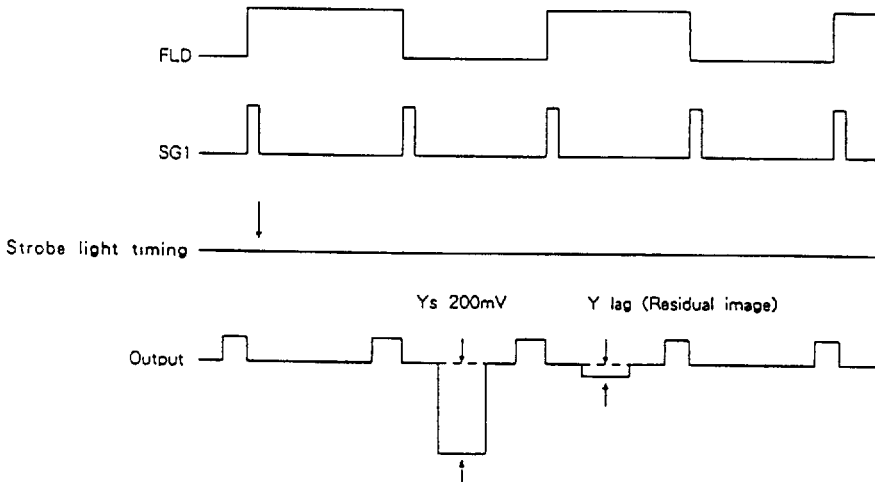 FLD
SG1
Strobe light timing
Ys 200mV
Y lag (Residual image)
Output